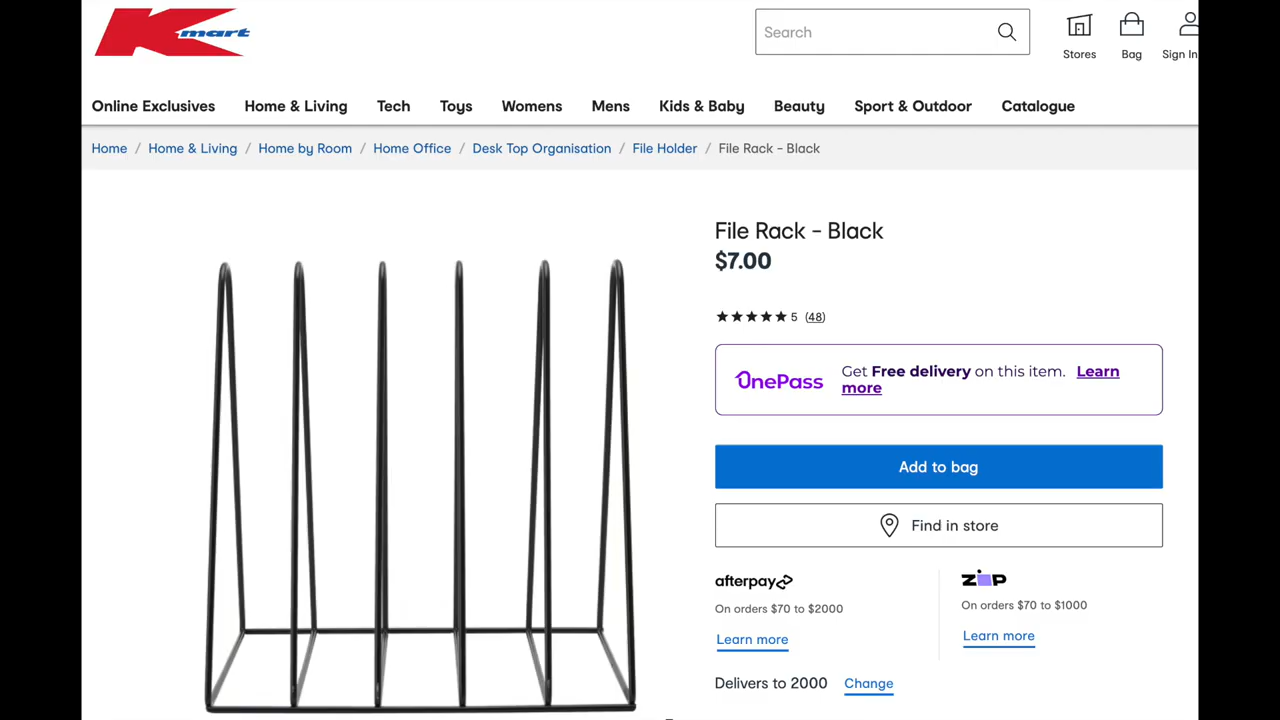 Kmart
Search
Stores
Bag
Sign In
Online Exclusives Home & Living Tech Toys Womens Mens Kids & Baby Beauty Sport & Outdoor Catalogue
Home / Home & Living / Home by Room / Home Office / Desk Top Organisation / File Holder / File Rack - Black
File Rack - Black
$7.00
★★★★★ 5 (48)
OnePass
Get Free delivery on this item. Learn
more
Add to bag
Find in store
afterpay
On orders $70 to $2000
Learn more
zip
On orders $70 to $1000
Learn more
Delivers to 2000 Change